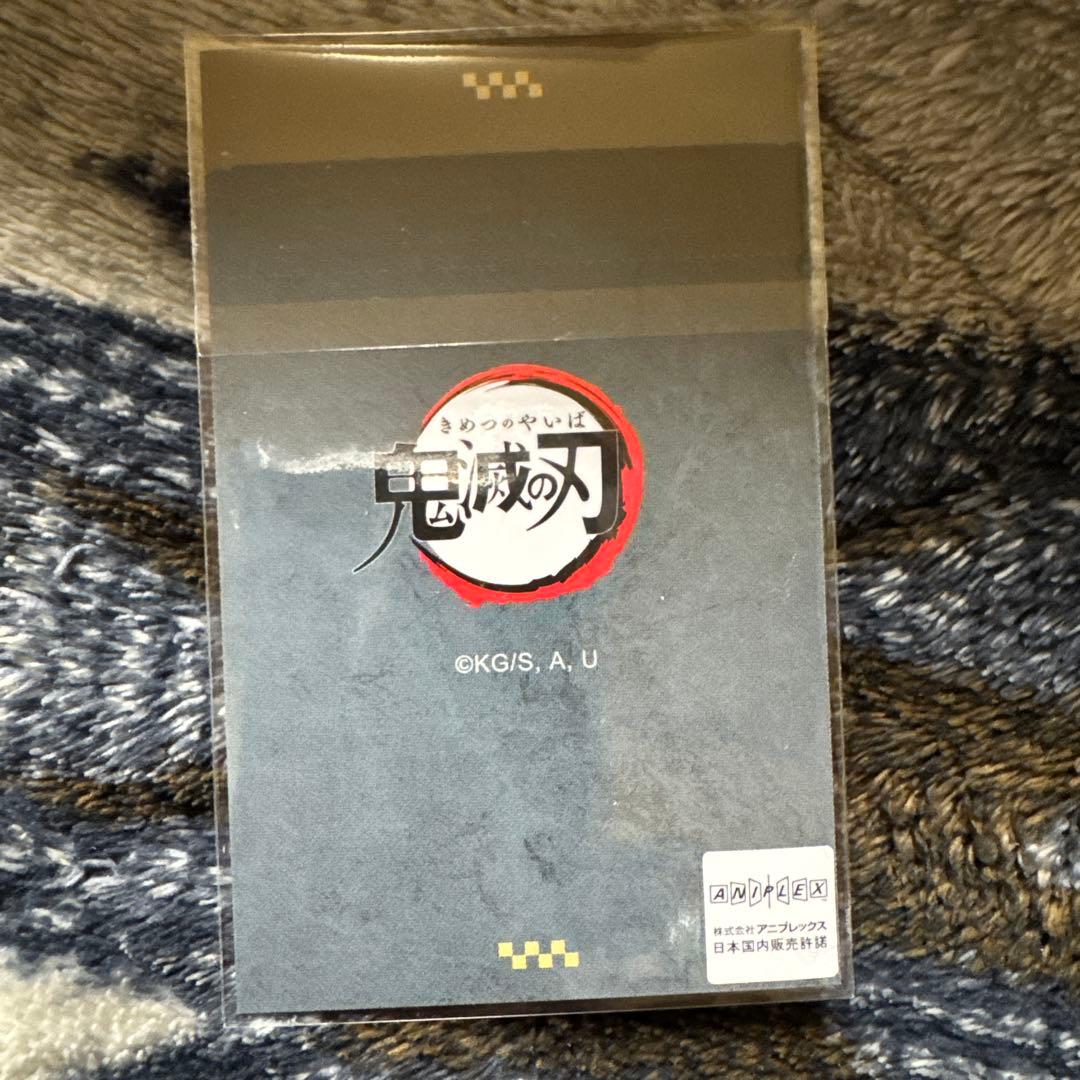 きめつのやいば
鬼滅の刃
©KG/S, A, U
ANIPLEX
株式会社アニプレックス
日本国内販売許諾